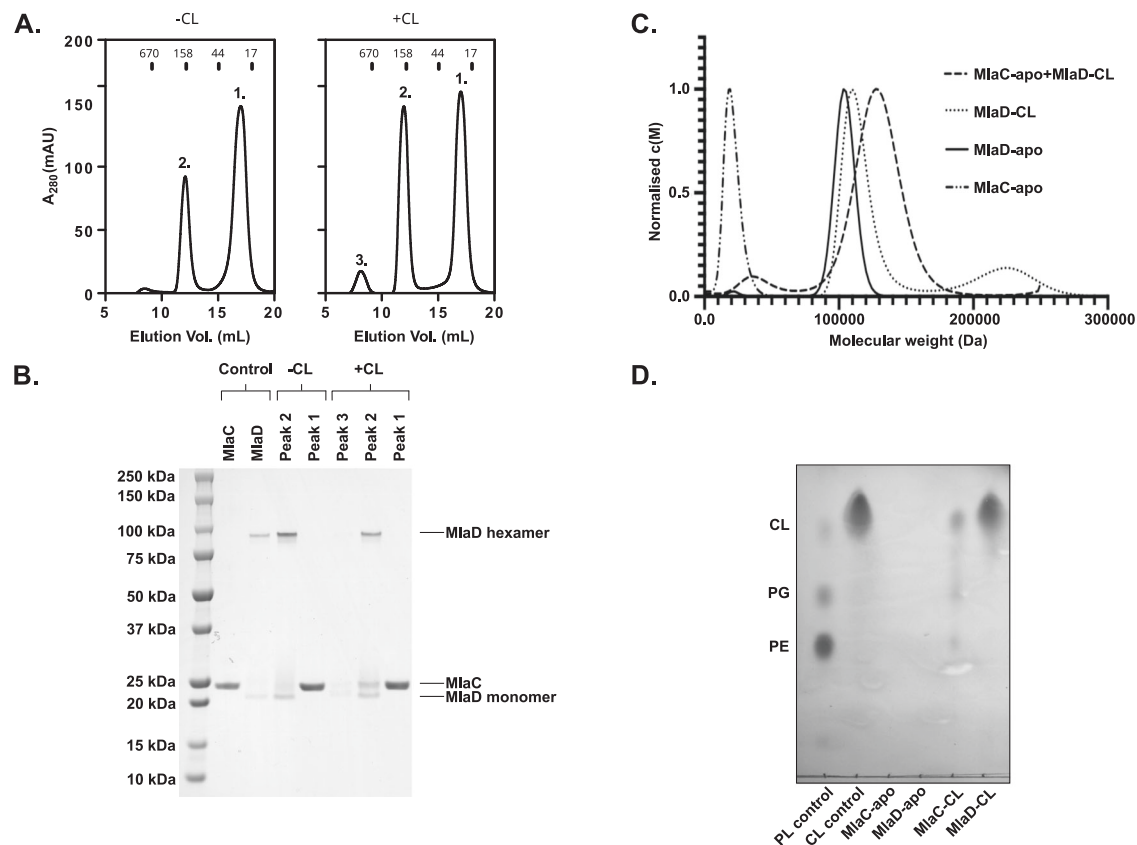 A.
-CL
+CL
200
150
100
50
0
A280(mAU)
670 158 44 17
1.
2.
670 158 44 17
1.
2.
3.
5 10 15 20
5 10 15 20
Elution Vol. (mL)
Elution Vol. (mL)
B.
Control
-CL
+CL
MlaC
MlaD
Peak 2
Peak 1
Peak 3
Peak 2
Peak 1
250 kDa
150 kDa
100 kDa
75 kDa
50 kDa
37 kDa
25 kDa
20 kDa
15 kDa
10 kDa
MlaD hexamer
MlaC
MlaD monomer
C.
MlaC-apo+MlaD-CL
MlaD-CL
MlaD-apo
MlaC-apo
Normalised c(M)
1.0
0.5
0.0
0.0 100000 200000 300000
Molecular weight (Da)
D.
CL
PG
PE
PL control
CL control
MlaC-apo
MlaD-apo
MlaC-CL
MlaD-CL